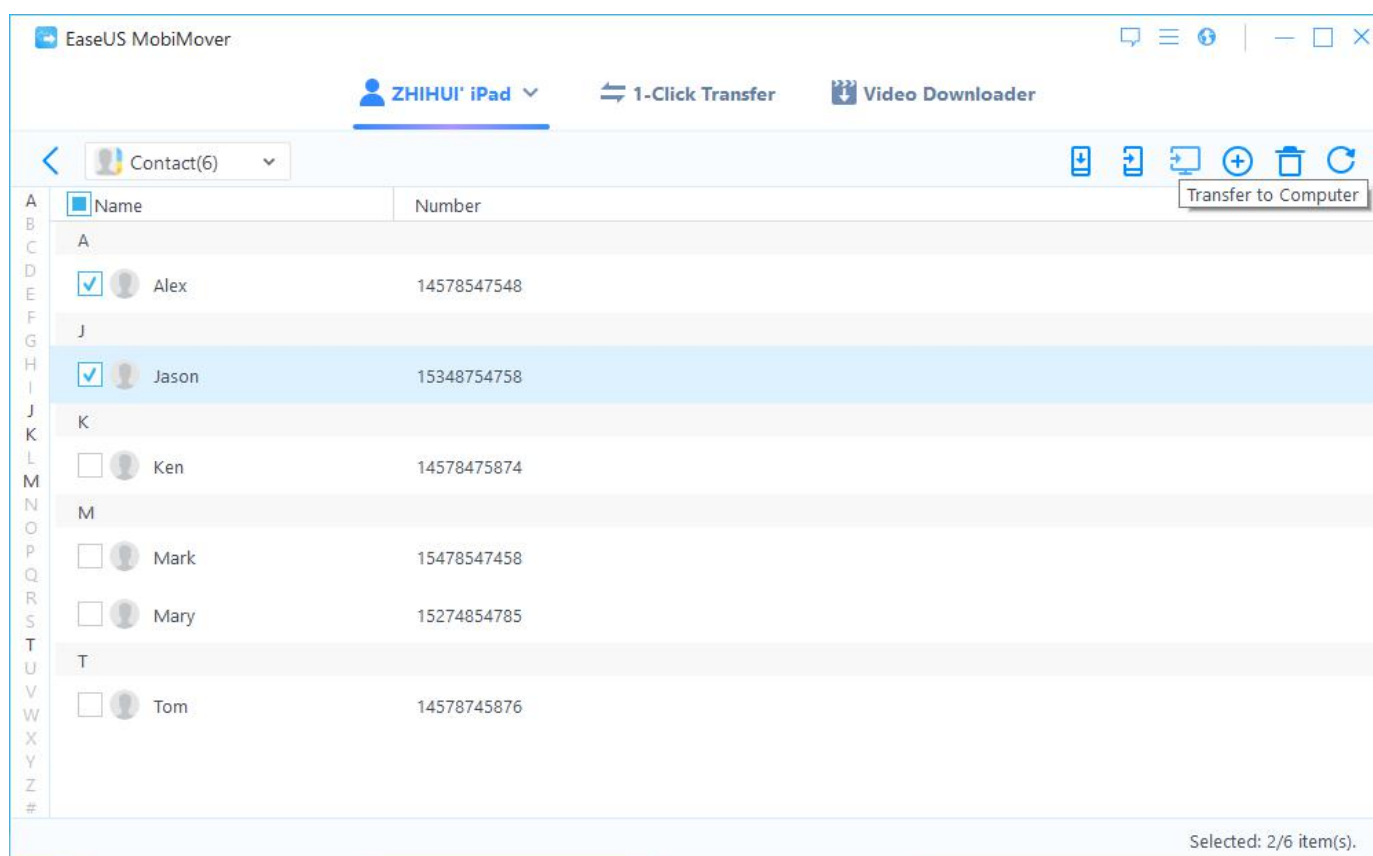 EaseUS MobiMover
ZHIHUI' iPad 1-Click Transfer Video Downloader
Contact(6)
Transfer to Computer
Name Number
A
Alex 14578547548
J
Jason 15348754758
K
Ken 14578475874
M
Mark 15478547458
Mary 15274854785
T
Tom 14578745876
A
B
C
D
E
F
G
H
I
J
K
L
M
N
O
P
Q
R
S
T
U
V
W
X
Y
Z
#
Selected: 2/6 item(s).